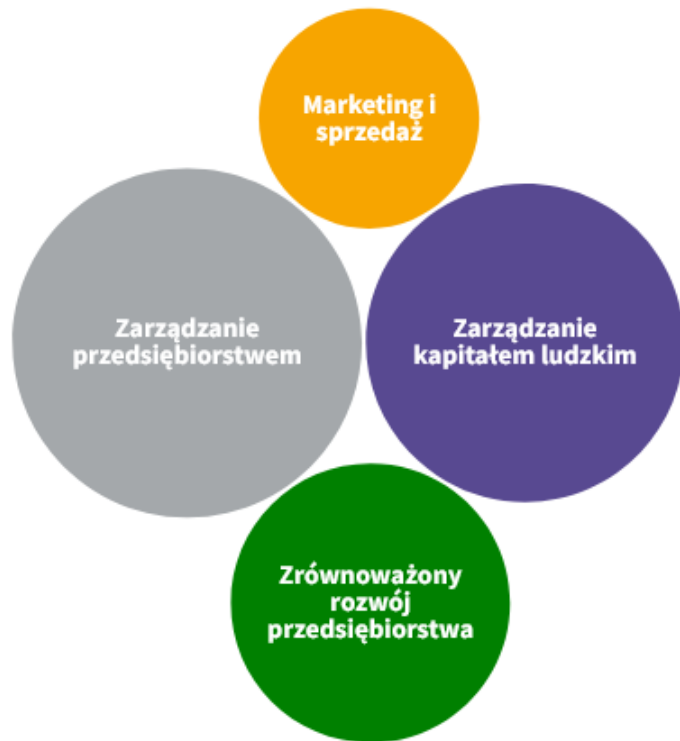 Marketing i
sprzedaż
Zarządzanie
przedsiębiorstwem
Zarządzanie
kapitałem ludzkim
Zrównoważony
rozwój
przedsiębiorstwa